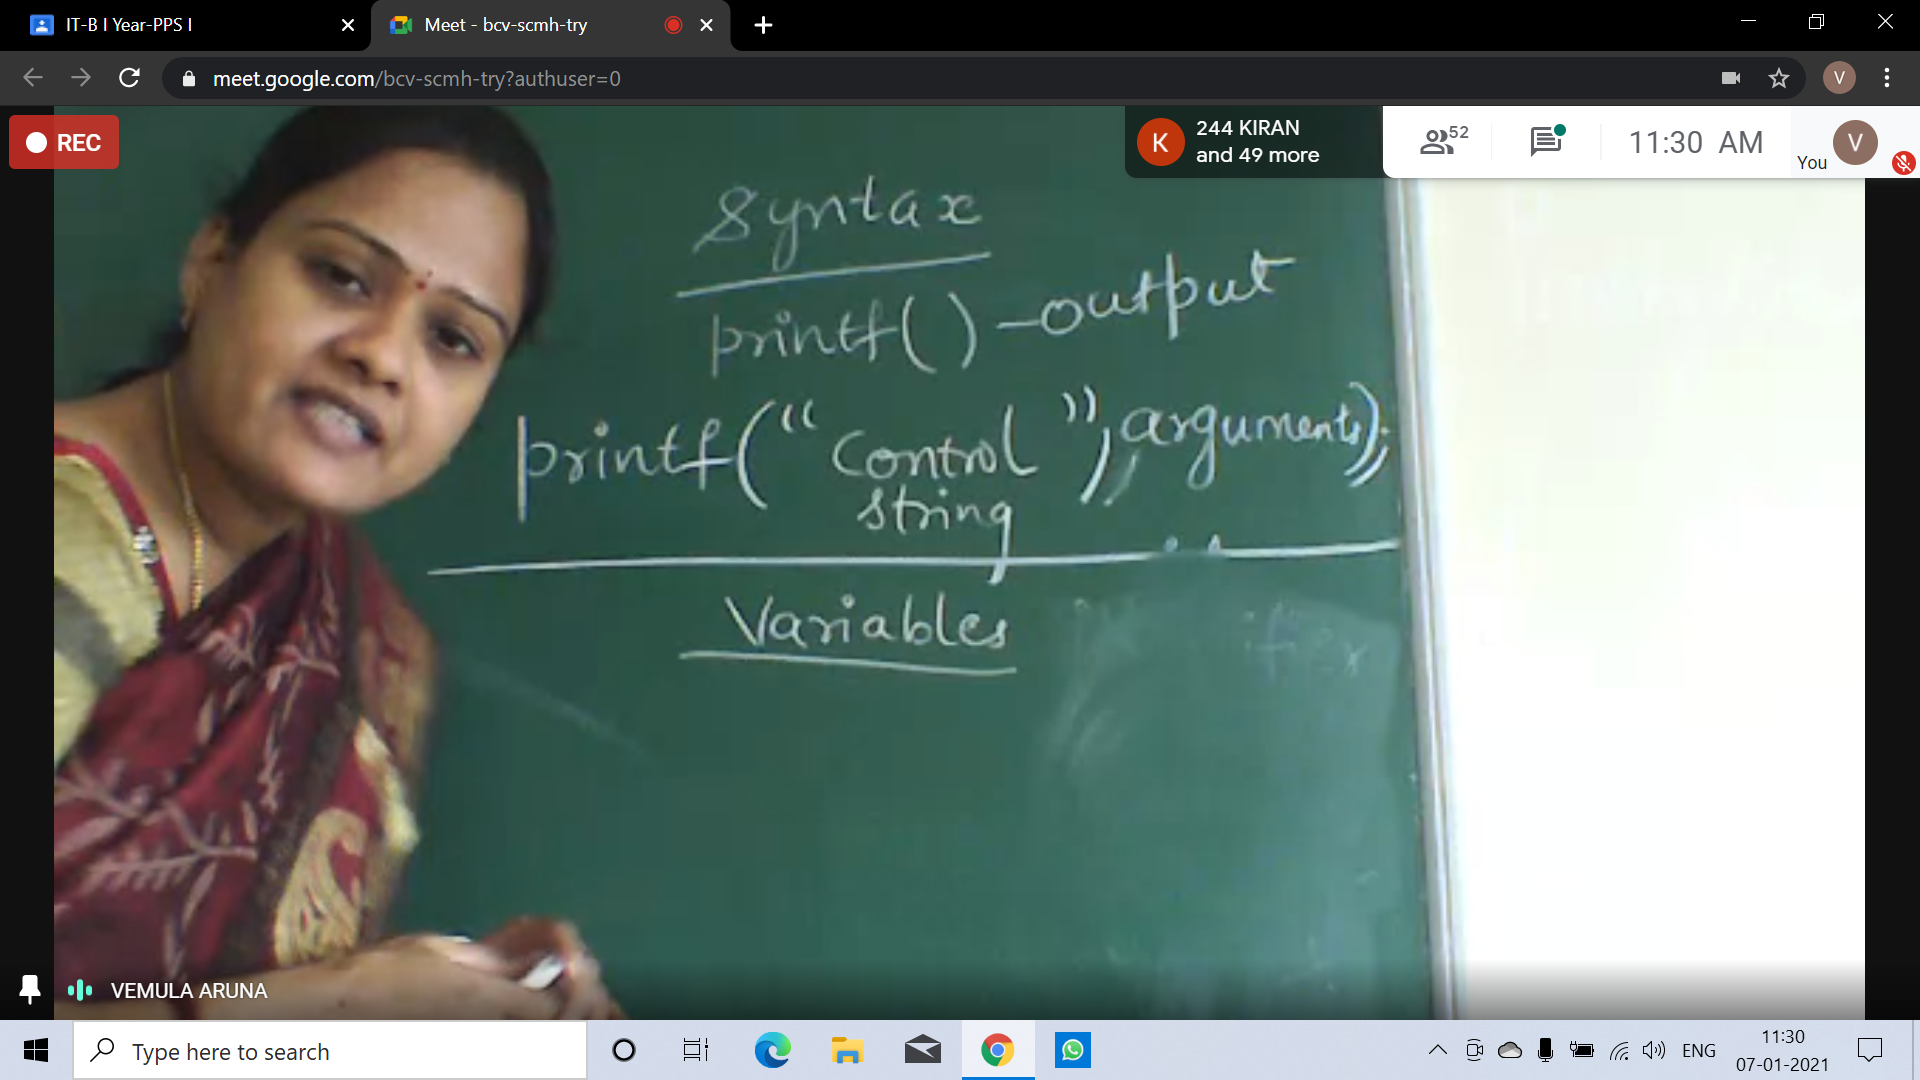 IT-B I Year-PPS I
Meet - bcv-scmh-try
meet.google.com/bcv-scmh-try?authuser=0
V
REC
K
244 KIRAN
and 49 more
52
11:30 AM
You
V
Syntax
printf() - output
printf("Control string", arguments);
Variables
VEMULA ARUNA
Type here to search
ENG
11:30
07-01-2021